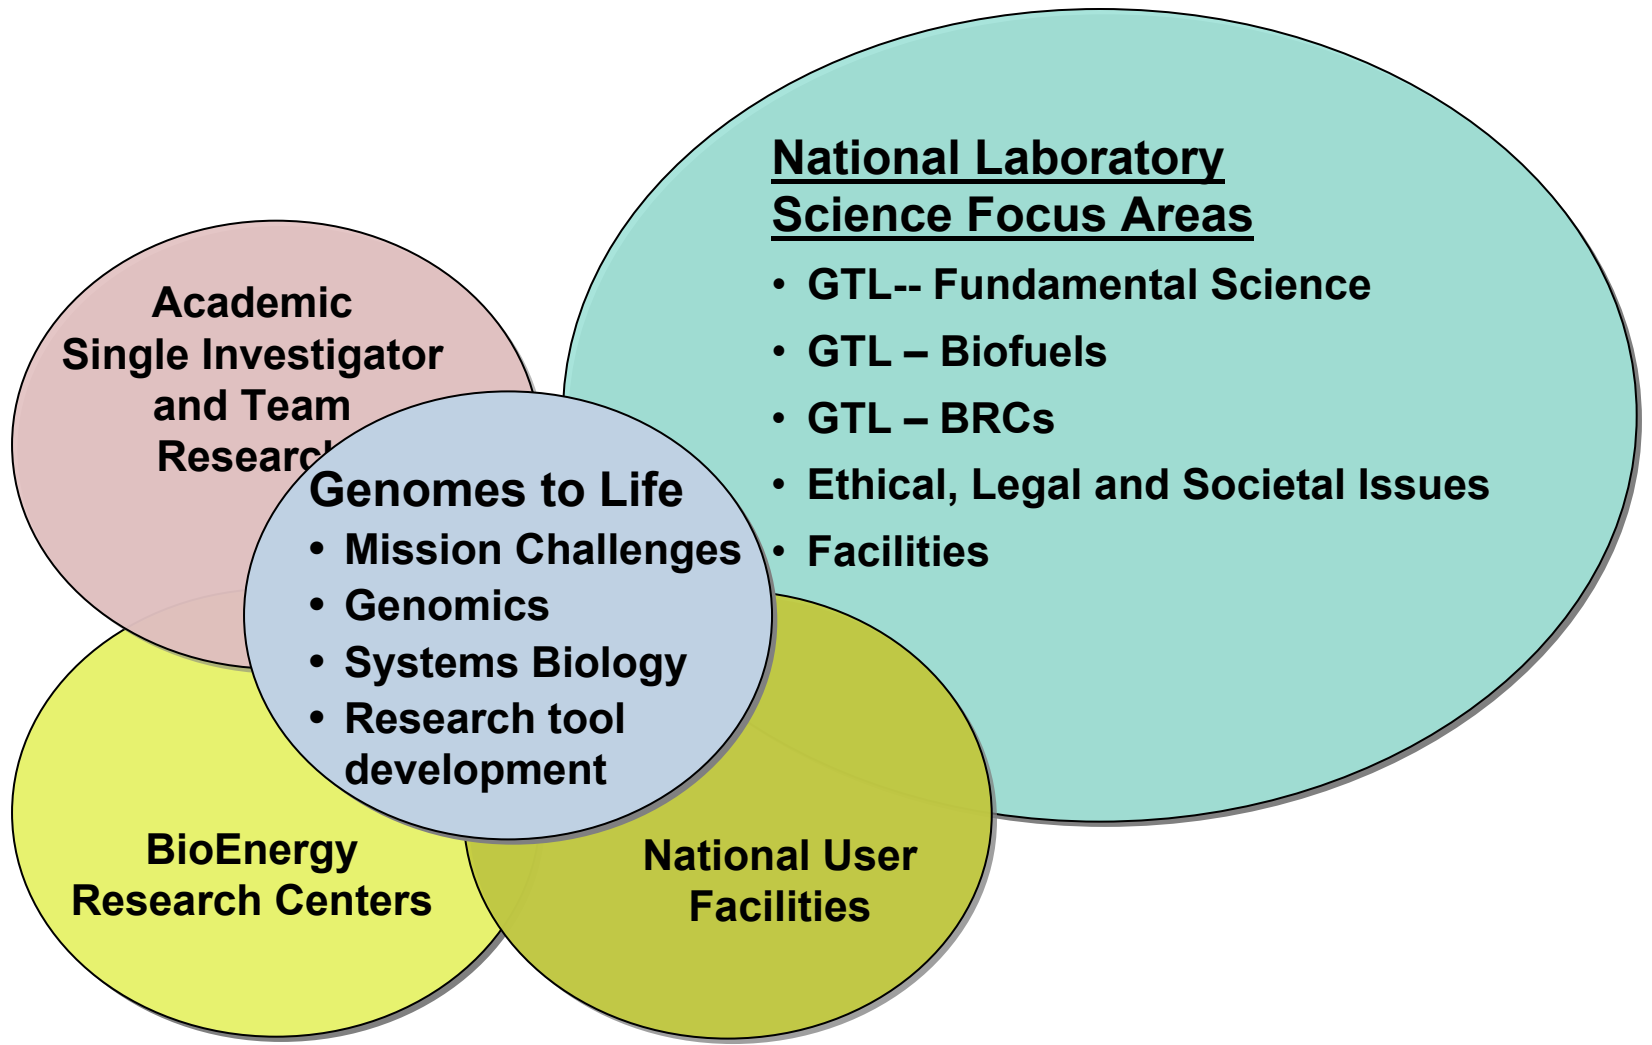 National Laboratory
Science Focus Areas
• GTL-- Fundamental Science
• GTL – Biofuels
• GTL – BRCs
• Ethical, Legal and Societal Issues
• Facilities
Academic
Single Investigator
and Team
Research
Genomes to Life
• Mission Challenges
• Genomics
• Systems Biology
• Research tool
development
BioEnergy
Research Centers
National User
Facilities